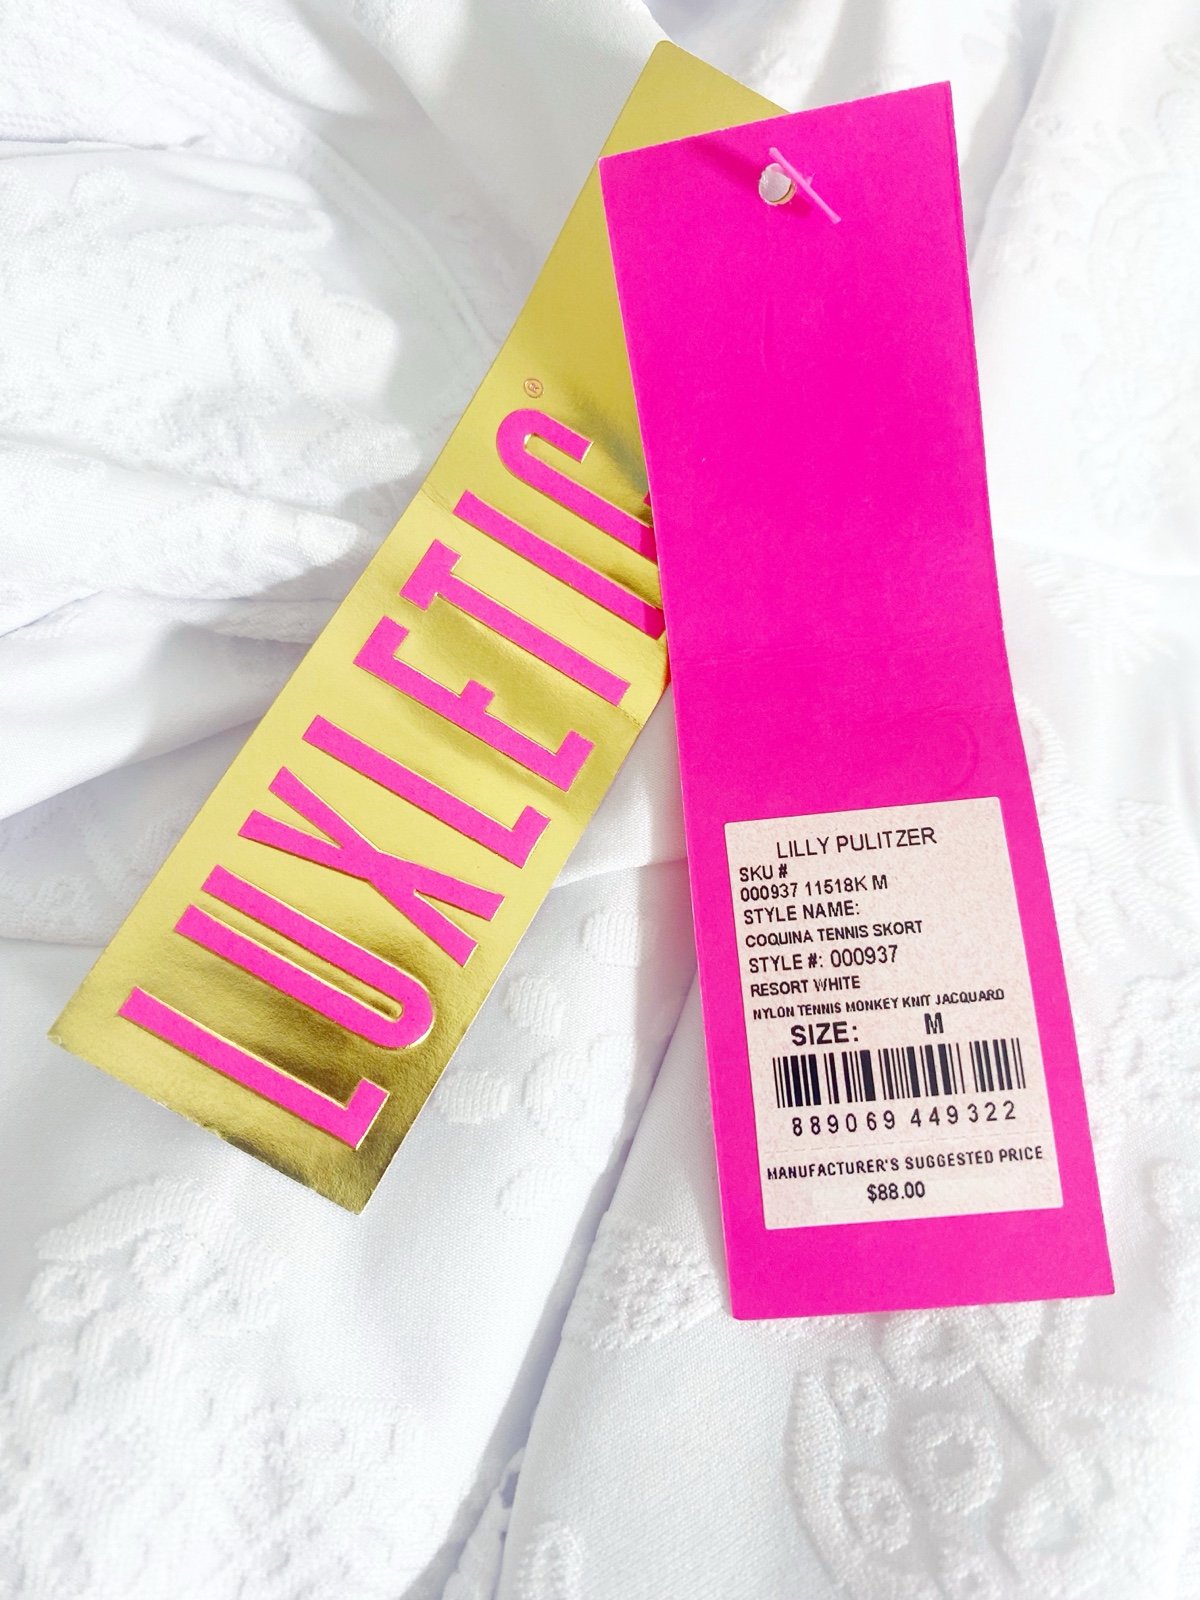 LUXLETIC®
LILLY PULITZER
SKU #
000937 11518K M
STYLE NAME:
COQUINA TENNIS SKORT
STYLE #: 000937
RESORT WHITE
NYLON TENNIS MONKEY KNIT JACQUARD
SIZE: M
889069 449322
MANUFACTURER'S SUGGESTED PRICE
$88.00